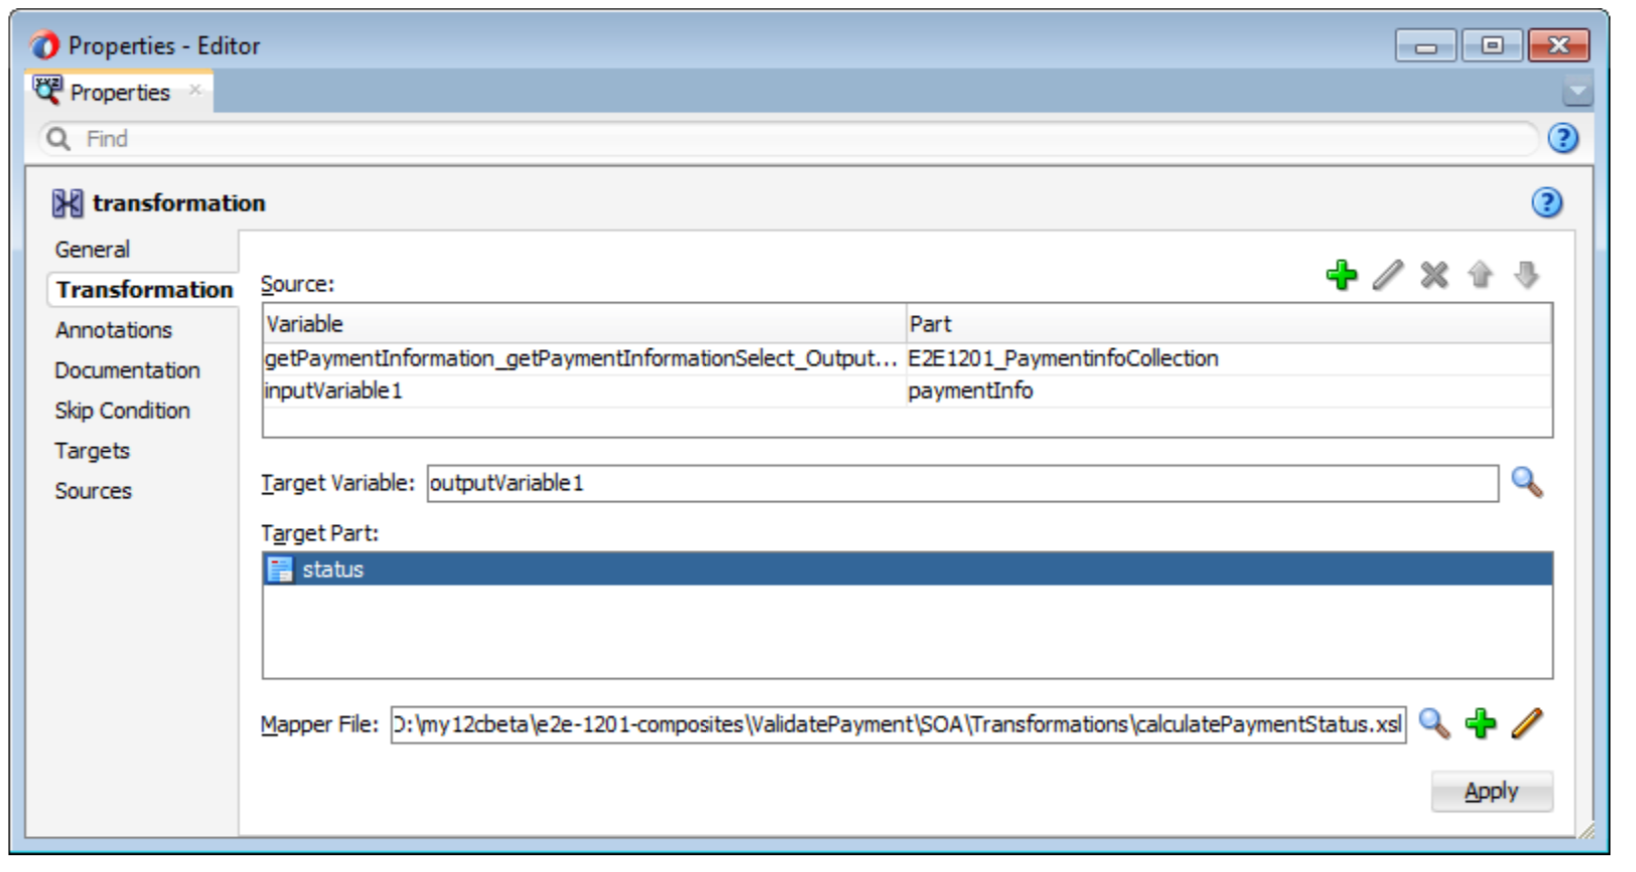 Properties - Editor
Properties
Find
transformation
General
Transformation
Annotations
Documentation
Skip Condition
Targets
Sources
Source:
Variable Part
getPaymentInformation_getPaymentInformationSelect_Output... E2E1201_PaymentinfoCollection
inputVariable1 paymentInfo
Target Variable: outputVariable1
Target Part:
status
Mapper File: D:\my12cbeta\e2e-1201-composites\ValidatePayment\SOA\Transformations\calculatePaymentStatus.xsl
Apply